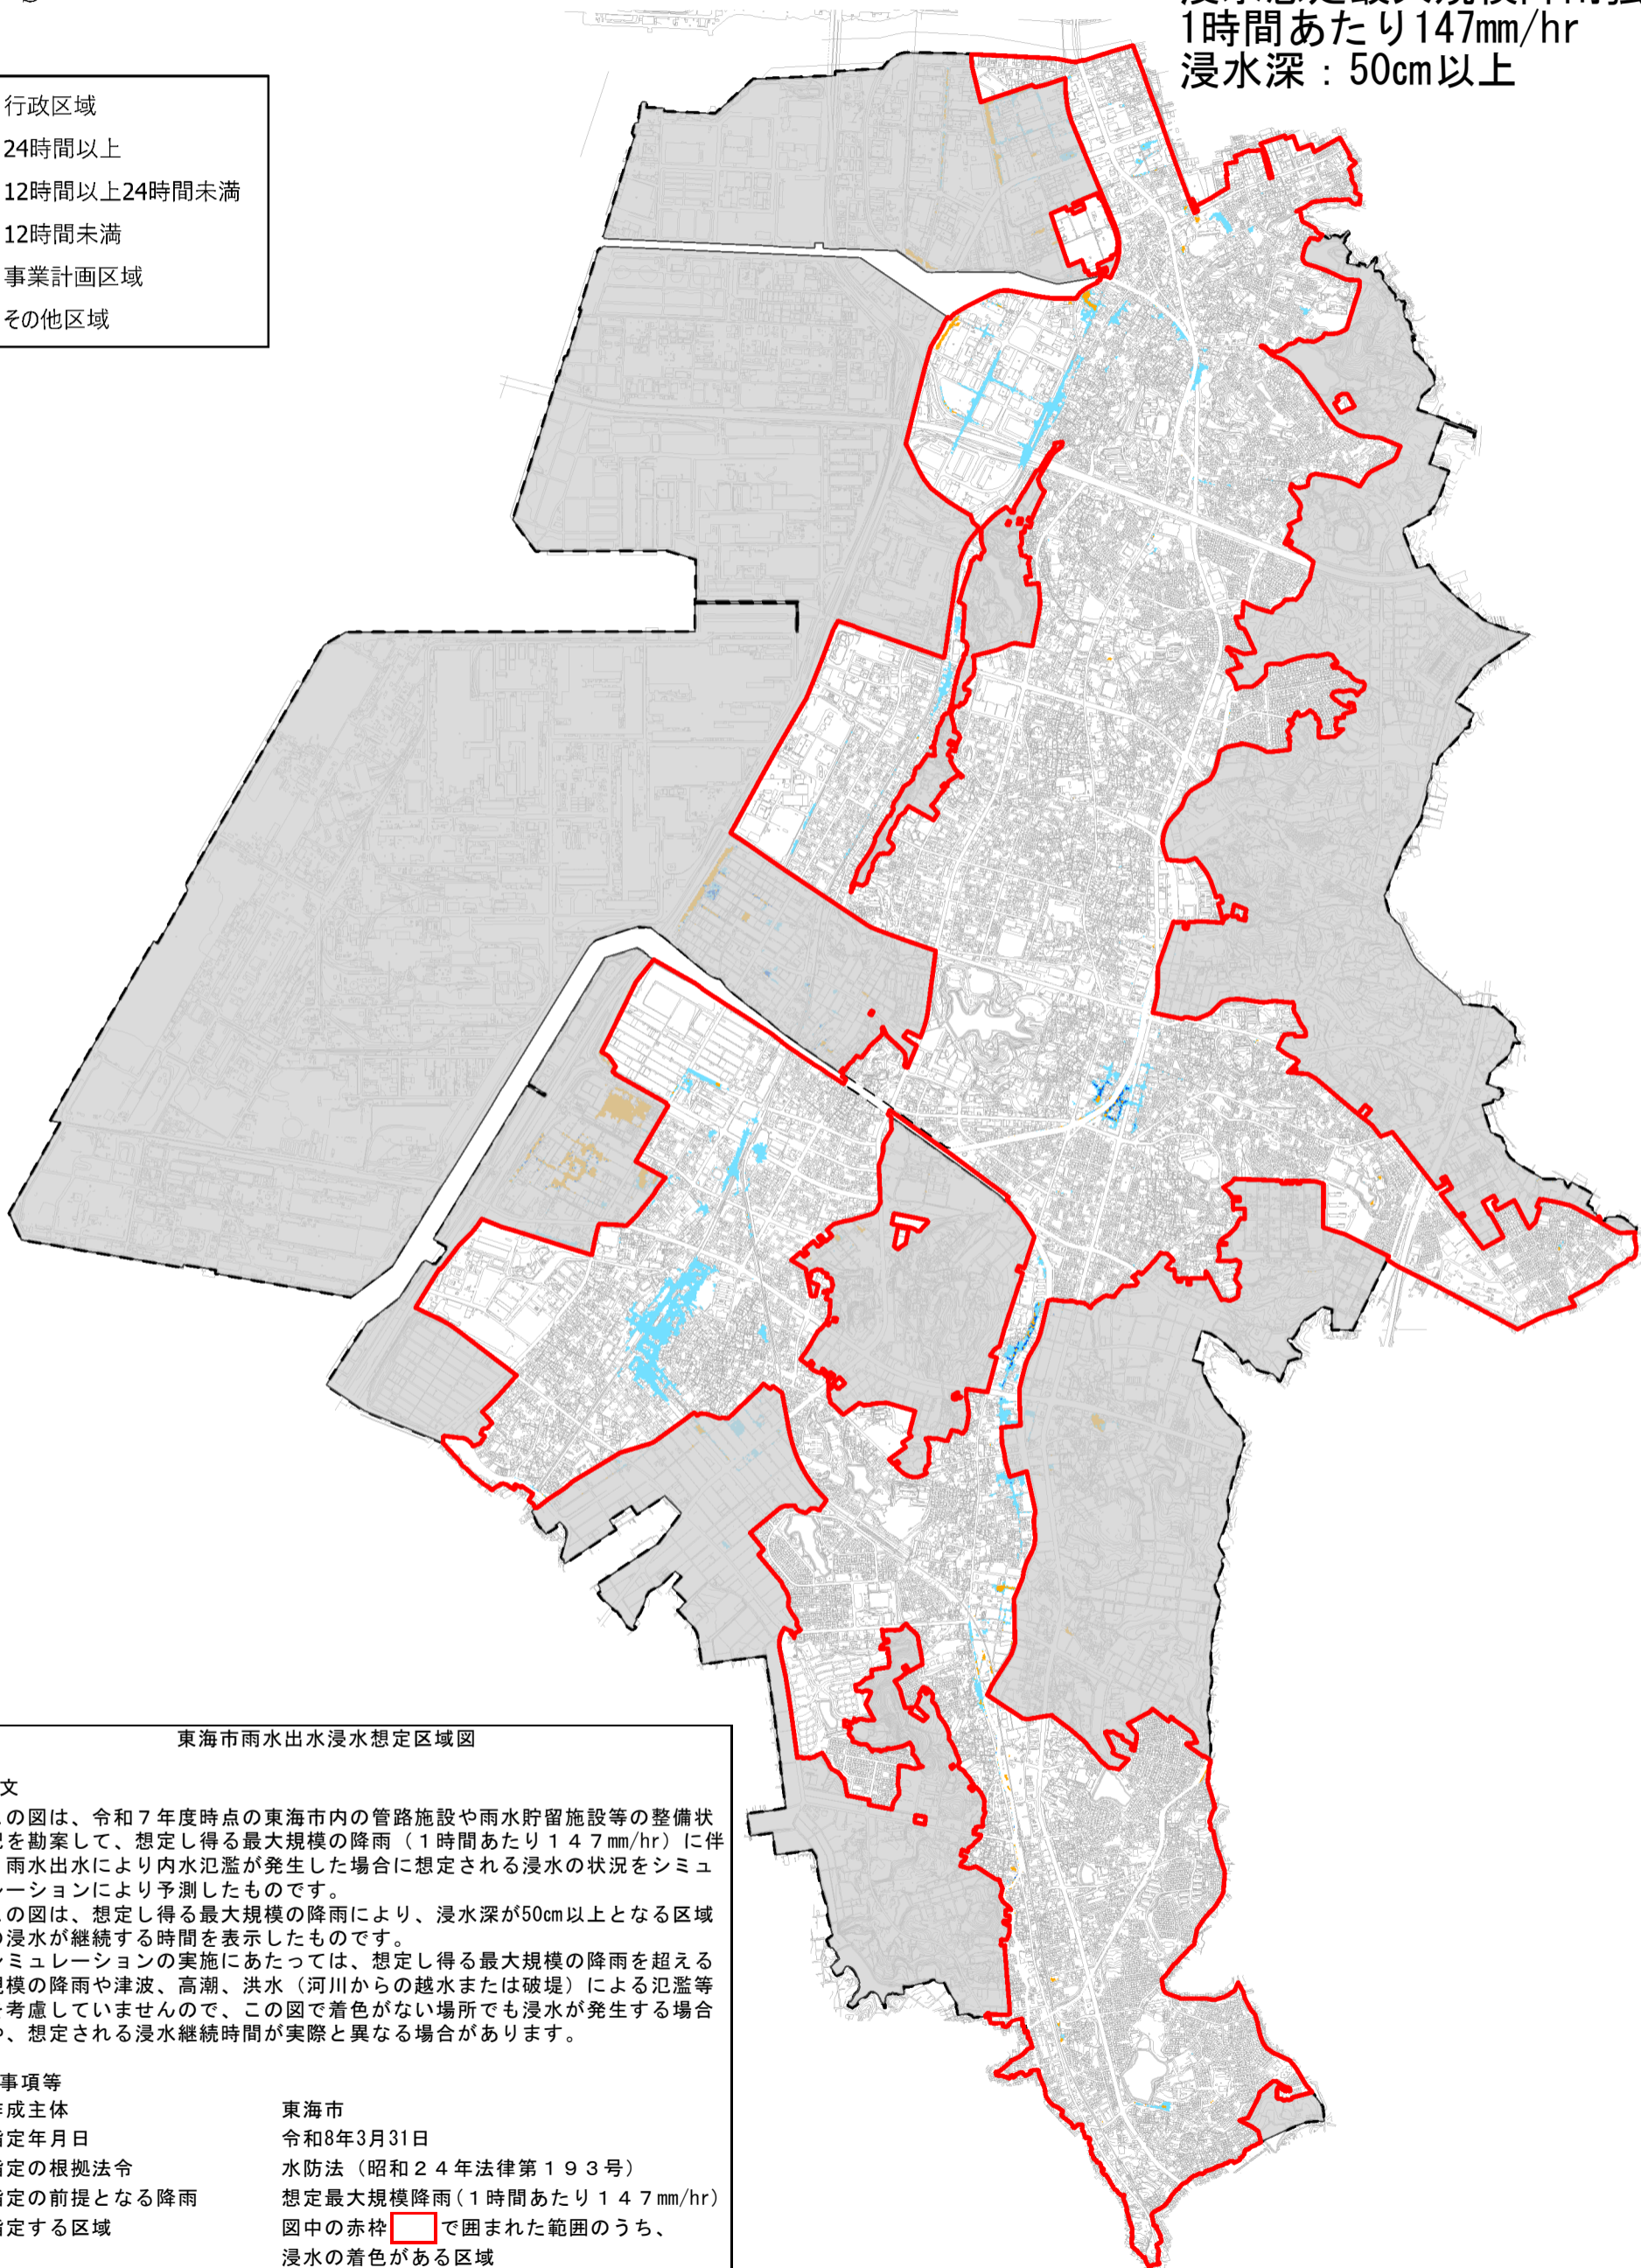 1時間あたり147mm/hr
浸水深：50cm以上
行政区域
24時間以上
12時間以上24時間未満
12時間未満
事業計画区域
その他区域
東海市雨水出水浸水想定区域図
文
の図は、令和７年度時点の東海市内の管路施設や雨水貯留施設等の整備状
を勘案して、想定し得る最大規模の降雨（１時間あたり１４７mm/hr）に伴
雨水出水により内水氾濫が発生した場合に想定される浸水の状況をシミュ
ーションにより予測したものです。
の図は、想定し得る最大規模の降雨により、浸水深が50cm以上となる区域
浸水が継続する時間を表示したものです。
ミュレーションの実施にあたっては、想定し得る最大規模の降雨を超える
模の降雨や津波、高潮、洪水（河川からの越水または破堤）による氾濫等
考慮していませんので、この図で着色がない場所でも浸水が発生する場合
、想定される浸水継続時間が実際と異なる場合があります。
事項等
成主体 東海市
定年月日 令和8年3月31日
定の根拠法令 水防法（昭和２４年法律第１９３号）
定の前提となる降雨 想定最大規模降雨(１時間あたり１４７mm/hr)
定する区域 図中の赤枠 で囲まれた範囲のうち、
浸水の着色がある区域